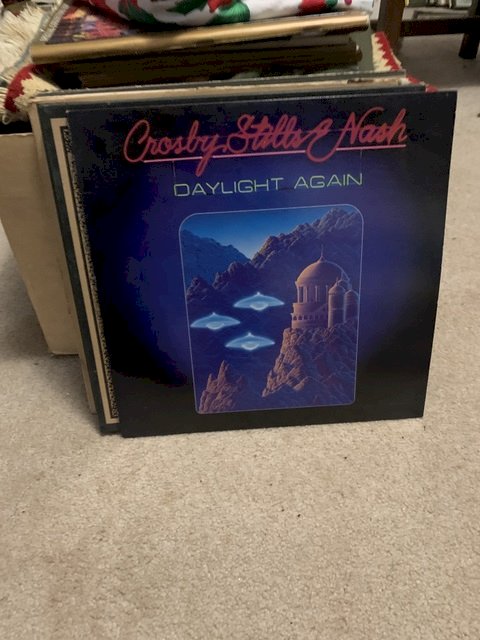 Crosby, Stills & Nash
DAYLIGHT AGAIN